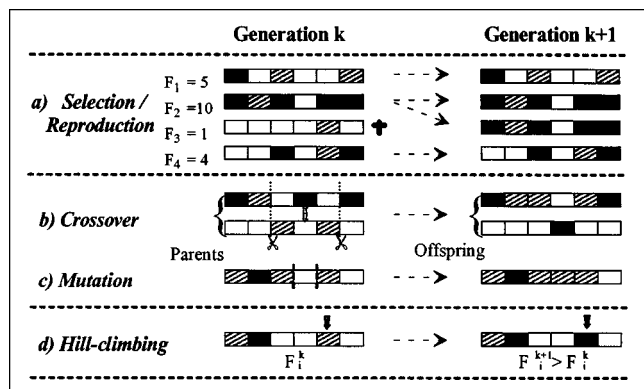 Generation k
Generation k+1
a) Selection / Reproduction
F1 = 5
F2 = 10
F3 = 1
F4 = 4
b) Crossover
Parents
Offspring
c) Mutation
d) Hill-climbing
F i k
F i k+1 > F i k